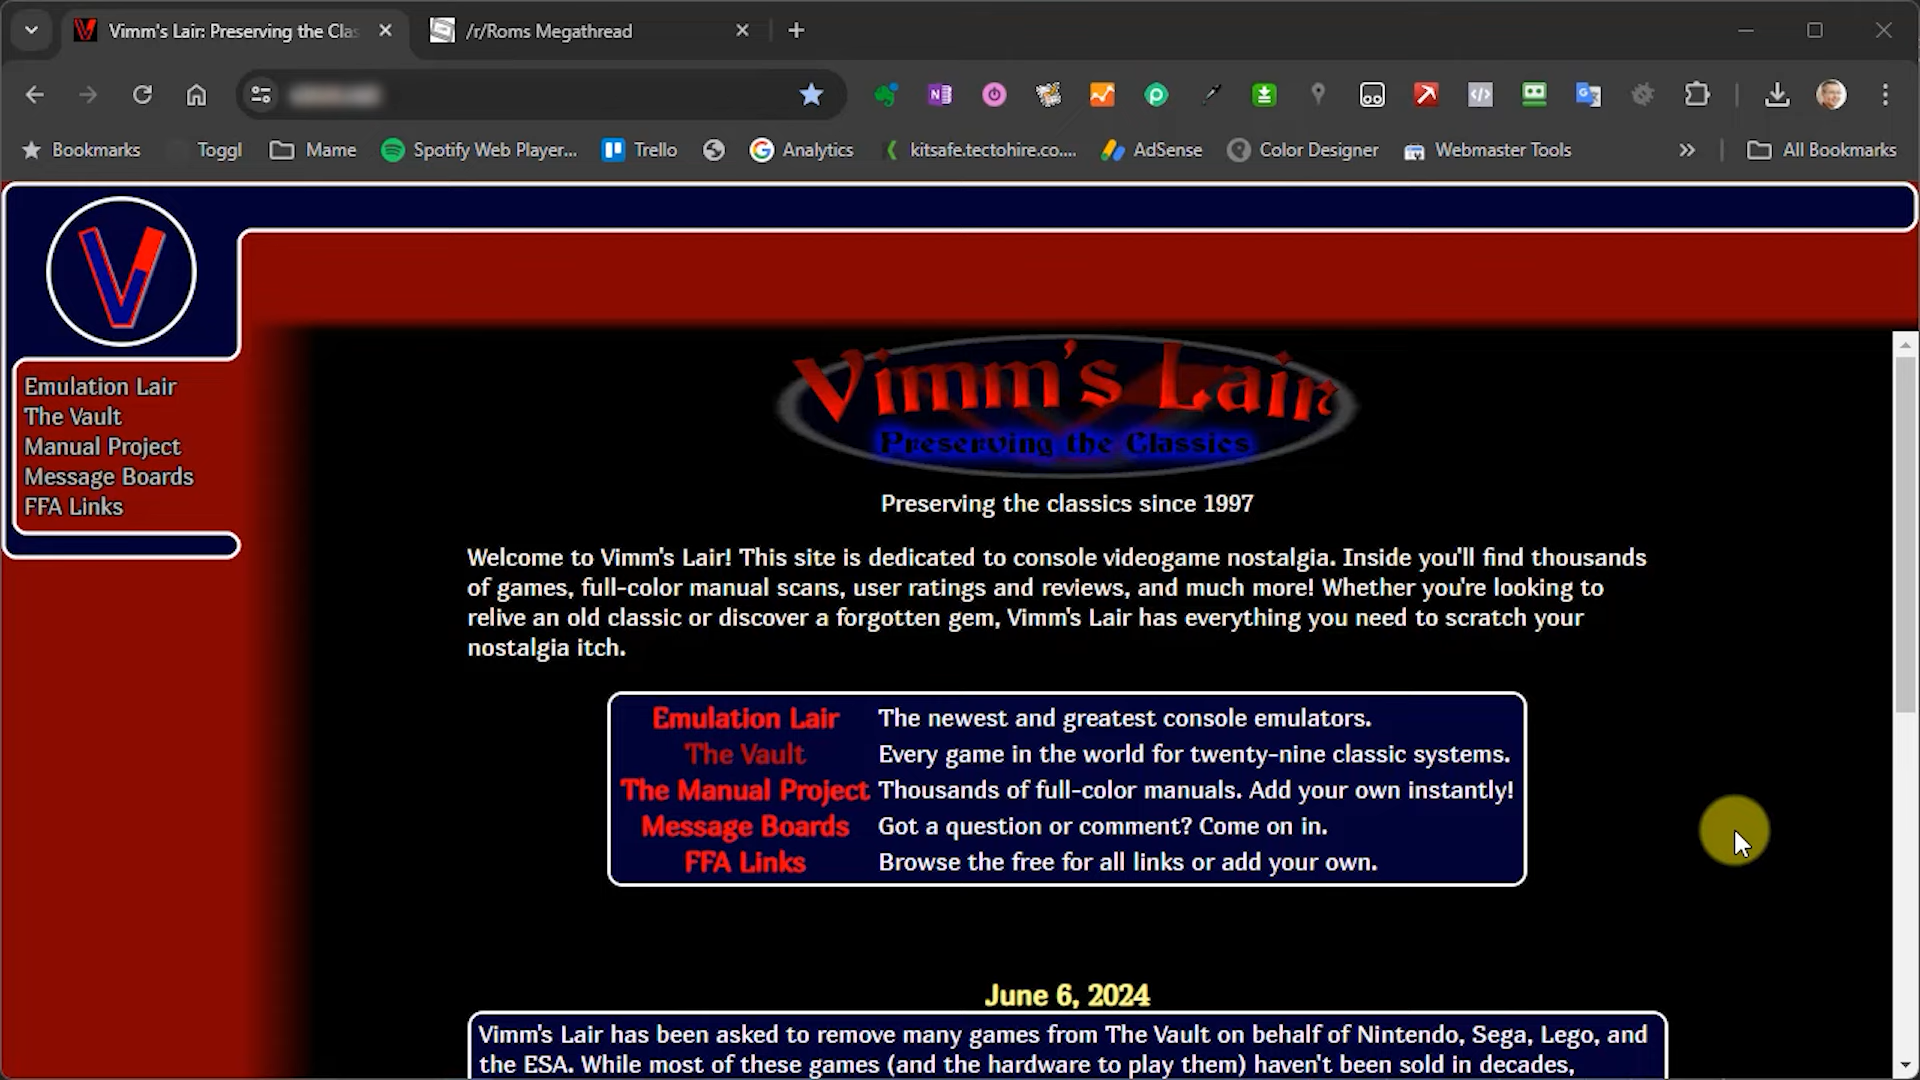 Vimm's Lair: Preserving the Clas
/r/Roms Megathread
Bookmarks
Toggl
Mame
Spotify Web Player...
Trello
Analytics
kitsafe.tectohire.co....
AdSense
Color Designer
Webmaster Tools
All Bookmarks
V
Emulation Lair
The Vault
Manual Project
Message Boards
FFA Links
Vimm's Lair
Preserving the Classics
Preserving the classics since 1997
Welcome to Vimm's Lair! This site is dedicated to console videogame nostalgia. Inside you'll find thousands
of games, full-color manual scans, user ratings and reviews, and much more! Whether you're looking to
relive an old classic or discover a forgotten gem, Vimm's Lair has everything you need to scratch your
nostalgia itch.
Emulation Lair The newest and greatest console emulators.
The Vault Every game in the world for twenty-nine classic systems.
The Manual Project Thousands of full-color manuals. Add your own instantly!
Message Boards Got a question or comment? Come on in.
FFA Links Browse the free for all links or add your own.
June 6, 2024
Vimm's Lair has been asked to remove many games from The Vault on behalf of Nintendo, Sega, Lego, and
the ESA. While most of these games (and the hardware to play them) haven't been sold in decades,